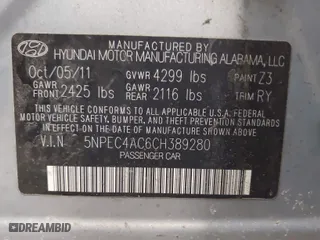 MANUFACTURED BY
HYUNDAI MOTOR MANUFACTURING ALABAMA, LLC
Oct/05/11 GVWR 4299 lbs PAINT Z3
GAWR FRONT 2425 lbs GAWR REAR 2116 lbs TRIM RY
THIS VEHICLE CONFORMS TO ALL APPLICABLE
U.S.A. FEDERAL MOTOR VEHICLE SAFETY,
BUMPER, AND THEFT PREVENTION STANDARDS IN
EFFECT ON THE DATE OF MANUFACTURE SHOWN ABOVE.
V.I.N 5NPEC4AC6CH389280
PASSENGER CAR